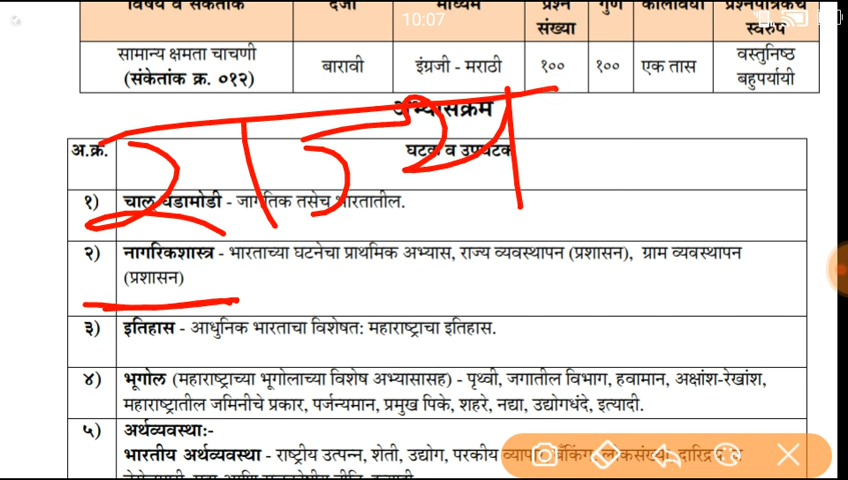 विषय व संकेतांक दर्जा माध्यम प्रश्न संख्या गुण कालावधी प्रश्नपत्रिकेचे स्वरुप
10:07
सामान्य क्षमता चाचणी (संकेतांक क्र. ०१२) बारावी इंग्रजी - मराठी १०० १०० एक तास वस्तुनिष्ठ बहुपर्यायी
अभ्यासक्रम
राज्य
अ.क्र. घटक व उपघटक
१) चालू घडामोडी - जागतिक तसेच भारतातील.
२) नागरिकशास्त्र - भारताच्या घटनेचा प्राथमिक अभ्यास, राज्य व्यवस्थापन (प्रशासन), ग्राम व्यवस्थापन
(प्रशासन)
३) इतिहास - आधुनिक भारताचा विशेषत: महाराष्ट्राचा इतिहास.
४) भूगोल (महाराष्ट्राच्या भूगोलाच्या विशेष अभ्यासासह) - पृथ्वी, जगातील विभाग, हवामान, अक्षांश-रेखांश,
महाराष्ट्रातील जमिनीचे प्रकार, पर्जन्यमान, प्रमुख पिके, शहरे, नद्या, उद्योगधंदे, इत्यादी.
५) अर्थव्यवस्था:-
भारतीय अर्थव्यवस्था - राष्ट्रीय उत्पन्न, शेती, उद्योग, परकीय व्यापार, बँकिंग, लोकसंख्या, दारिद्र्य व